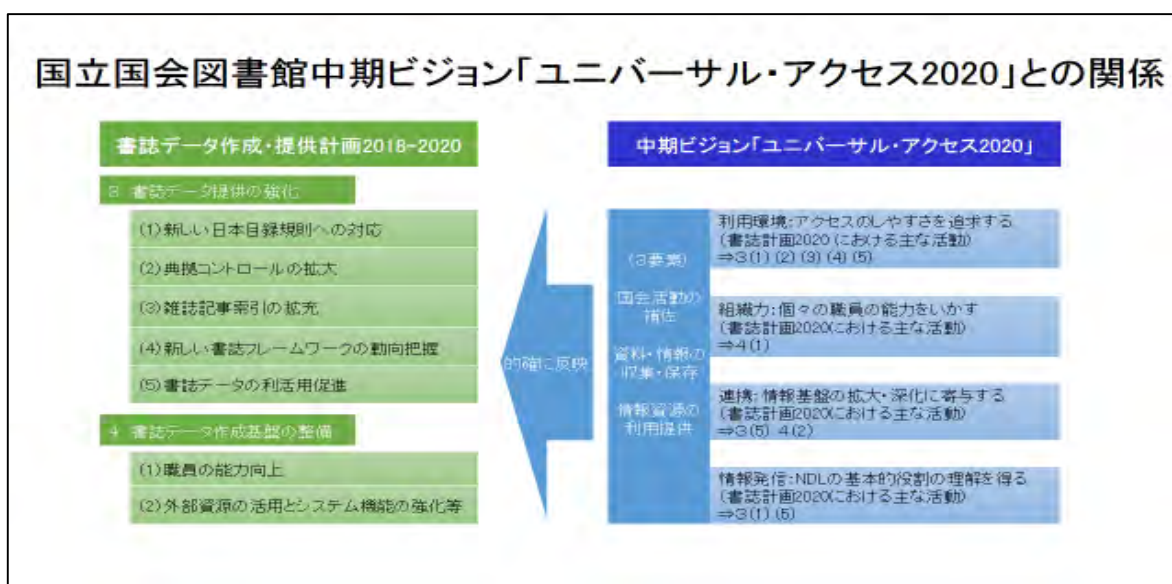 国立国会図書館中期ビジョン「ユニバーサル・アクセス2020」との関係
書誌データ作成・提供計画2018-2020
3 書誌データ提供の強化
(1)新しい日本目録規則への対応
(2)典拠コントロールの拡大
(3)雑誌記事索引の拡充
(4)新しい書誌フレームワークの動向把握
(5)書誌データの利活用促進
4 書誌データ作成基盤の整備
(1)職員の能力向上
(2)外部資源の活用とシステム機能の強化等
的確に反映
中期ビジョン「ユニバーサル・アクセス2020」
(3要素)
国会活動の
補佐
資料・情報の
収集・保存
情報資源の
利用提供
利用環境:アクセスのしやすさを追求する
(書誌計画2020における主な活動)
⇒3(1) (2) (3) (4) (5)
組織力:個々の職員の能力をいかす
(書誌計画2020における主な活動)
⇒4(1)
連携:情報基盤の拡大・深化に寄与する
(書誌計画2020における主な活動)
⇒3(5) 4(2)
情報発信:NDLの基本的役割の理解を得る
(書誌計画2020における主な活動)
⇒3(1) (5)